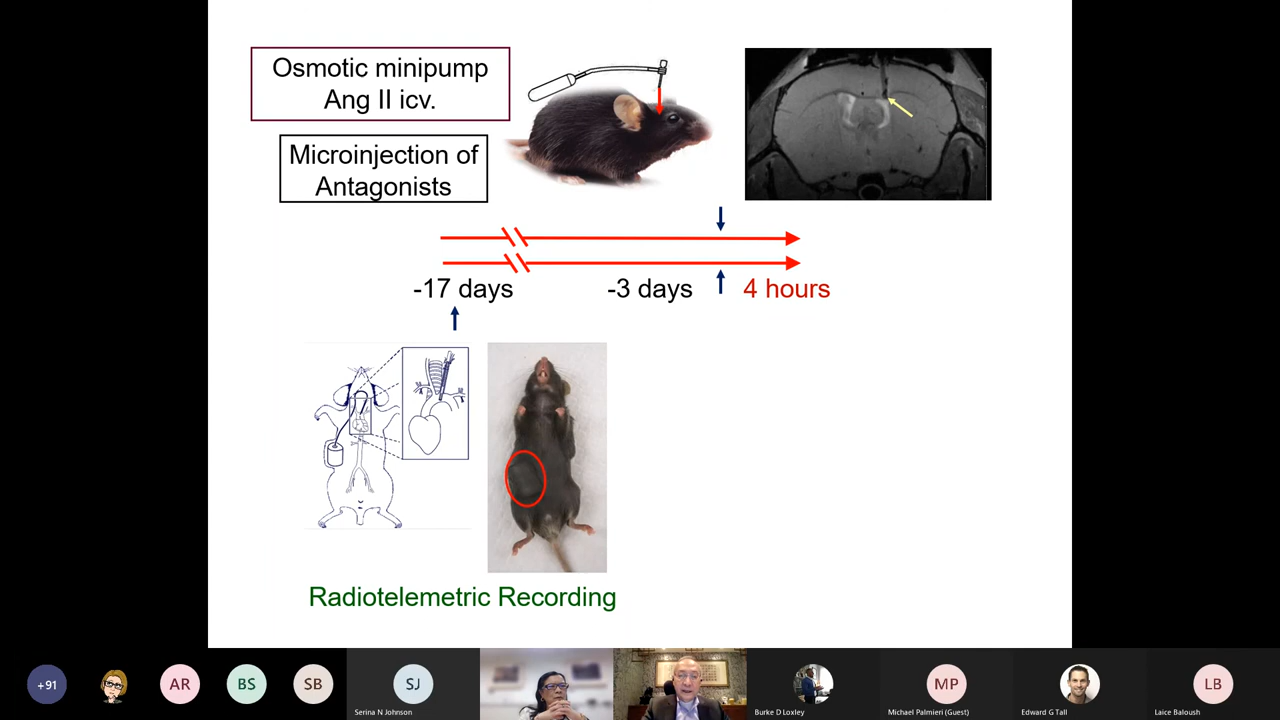 Osmotic minipump
Ang II icv.
Microinjection of
Antagonists
-17 days
-3 days
4 hours
Radiotelemetric Recording
+91
AR
BS
SB
SJ
Serina N Johnson
Burke D Loxley
MP
Michael Palmieri (Guest)
Edward G Tall
LB
Laice Baloush